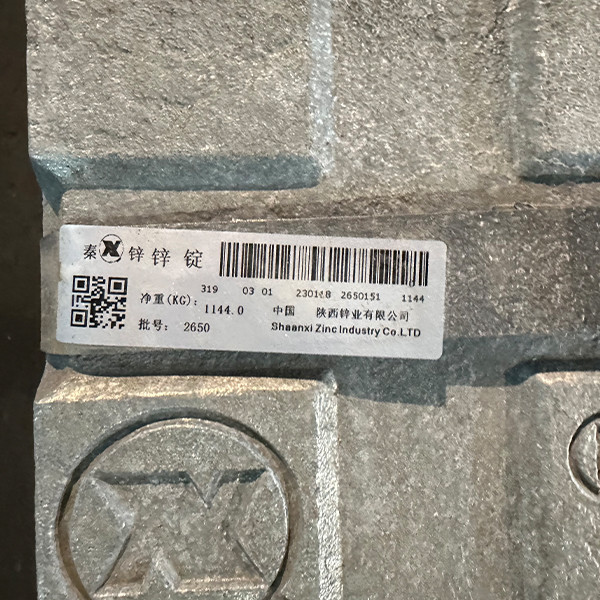 秦 锌 锌 锭
319 03 01 230118 2650151 1144
净重(KG): 1144.0 中国 陕西锌业有限公司
批号: 2650 Shaanxi Zinc Industry Co.LTD